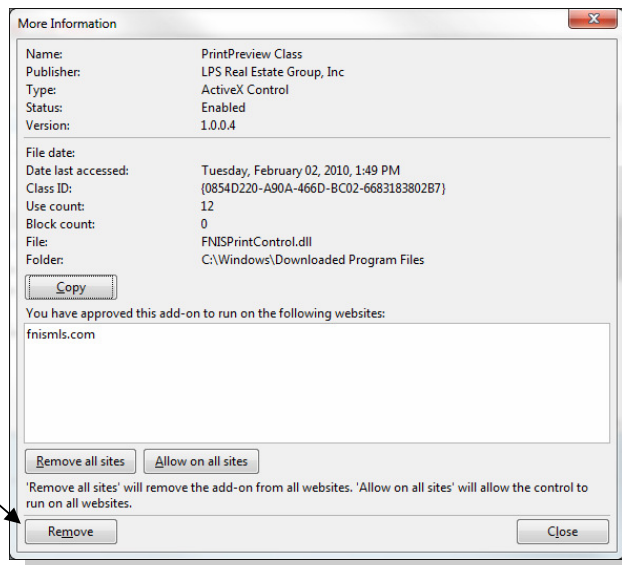 More Information
Name: PrintPreview Class
Publisher: LPS Real Estate Group, Inc
Type: ActiveX Control
Status: Enabled
Version: 1.0.0.4
File date:
Date last accessed: Tuesday, February 02, 2010, 1:49 PM
Class ID: {0854D220-A90A-466D-BC02-6683183802B7}
Use count: 12
Block count: 0
File: FNISPrintControl.dll
Folder: C:\Windows\Downloaded Program Files
Copy
You have approved this add-on to run on the following websites:
fnismls.com
Remove all sites Allow on all sites
'Remove all sites' will remove the add-on from all websites. 'Allow on all sites' will allow the control to
run on all websites.
Remove Close